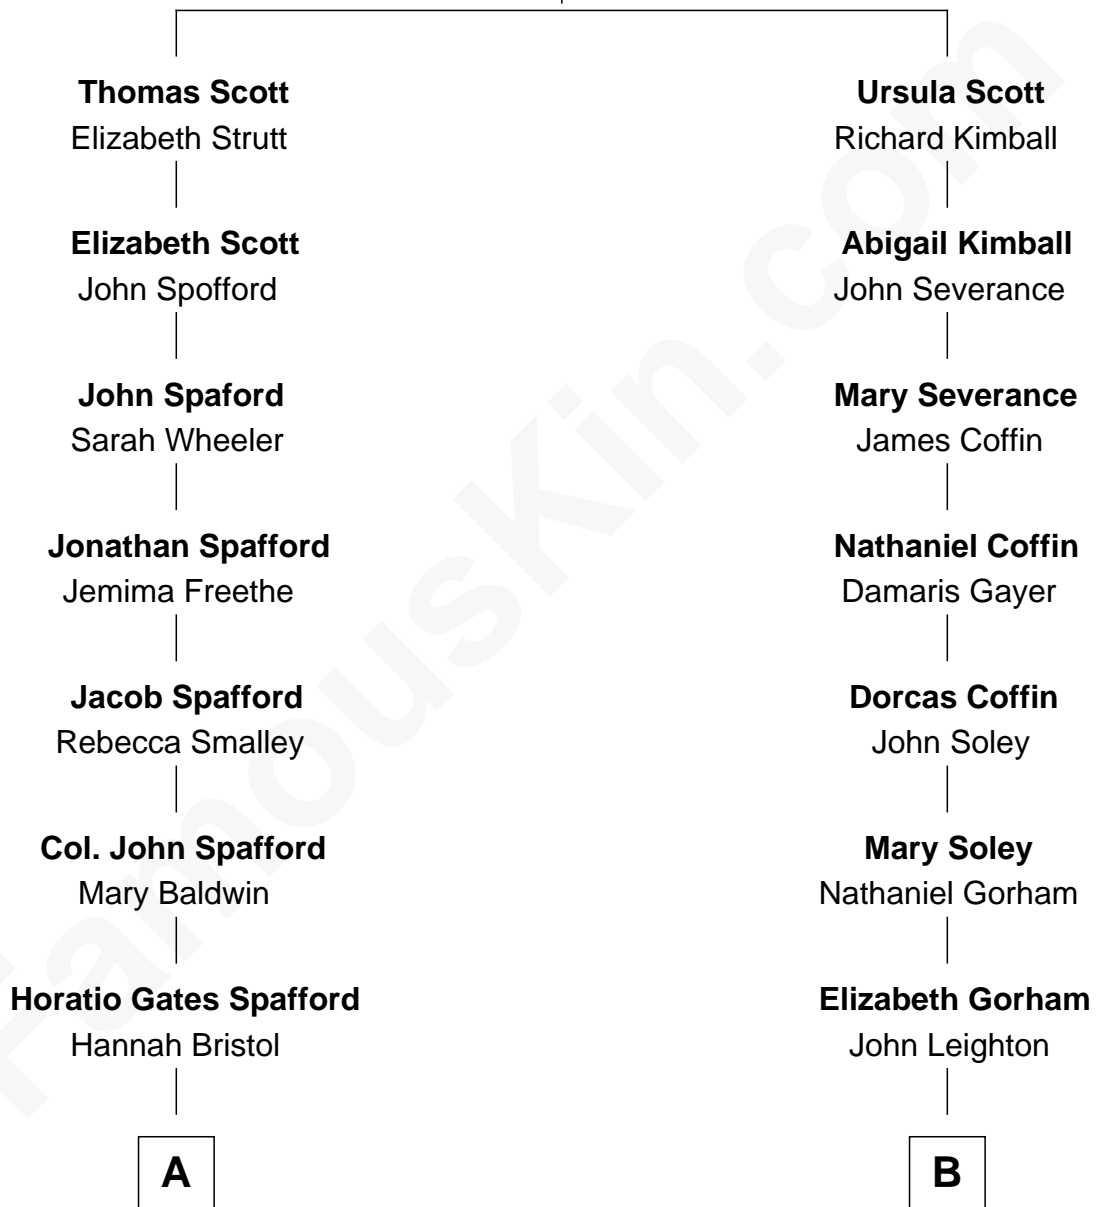 Thomas Scott
Elizabeth Strutt
Elizabeth Scott
John Spofford
John Spaford
Sarah Wheeler
Jonathan Spafford
Jemima Freethe
Jacob Spafford
Rebecca Smalley
Col. John Spafford
Mary Baldwin
Horatio Gates Spafford
Hannah Bristol
A
Ursula Scott
Richard Kimball
Abigail Kimball
John Severance
Mary Severance
James Coffin
Nathaniel Coffin
Damaris Gayer
Dorcas Coffin
John Soley
Mary Soley
Nathaniel Gorham
Elizabeth Gorham
John Leighton
B
FamousKin.com